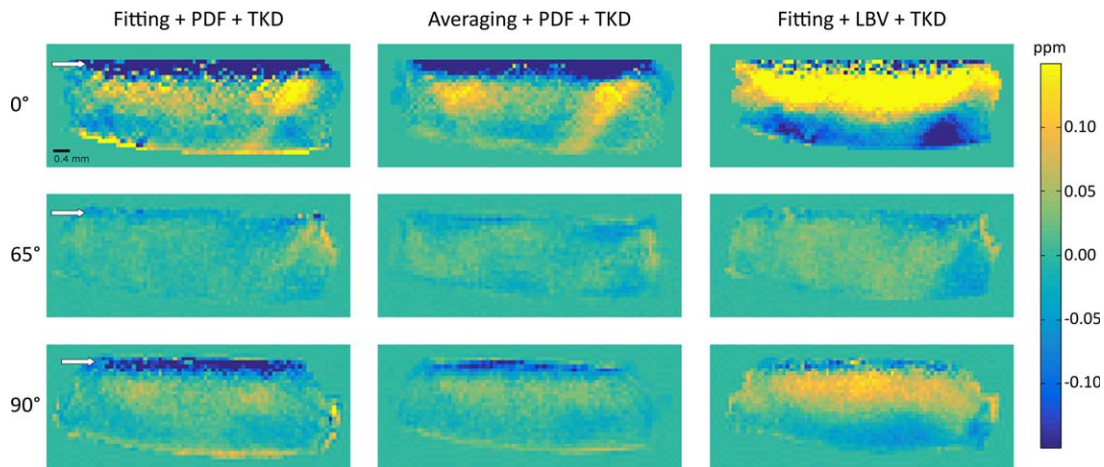 Fitting + PDF + TKD
Averaging + PDF + TKD
Fitting + LBV + TKD
ppm
0°
0.4 mm
0.10
0.05
65°
0.00
-0.05
90°
-0.10